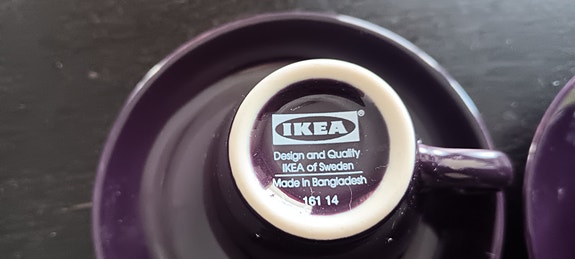 IKEA®
Design and Quality
IKEA of Sweden
Made in Bangladesh
161 14